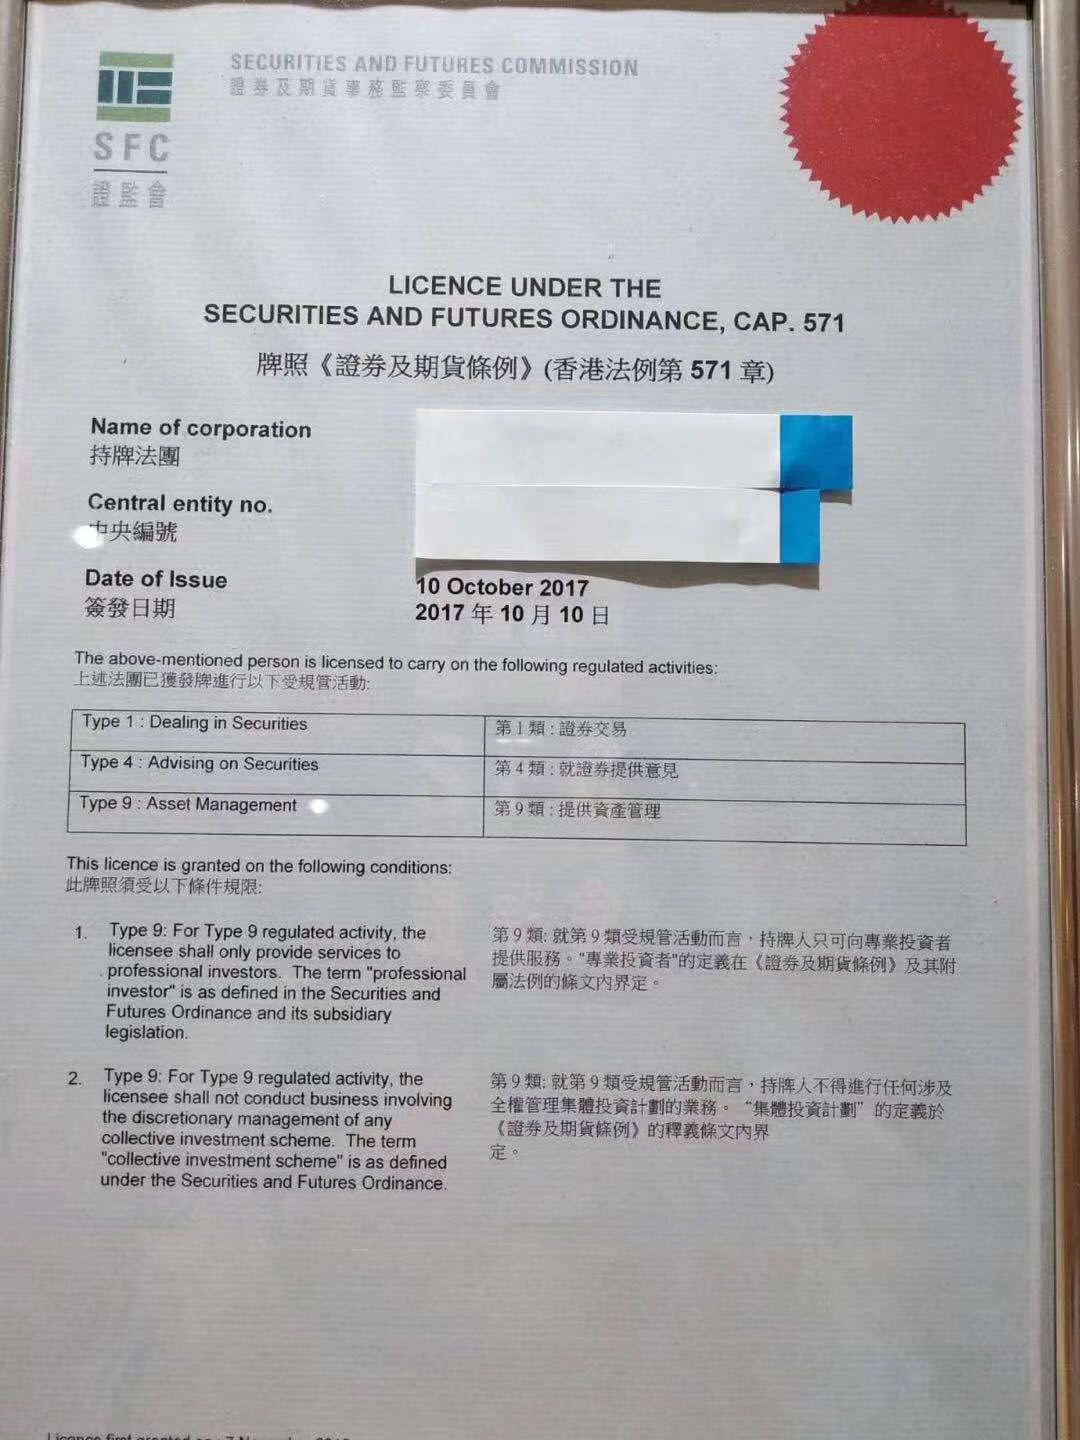 SECURITIES AND FUTURES COMMISSION
證券及期貨事務監察委員會
SFC
證監會
LICENCE UNDER THE
SECURITIES AND FUTURES ORDINANCE, CAP. 571
牌照《證券及期貨條例》(香港法例第 571 章)
Name of corporation
持牌法團
Central entity no.
中央編號
Date of Issue
簽發日期
10 October 2017
2017 年 10 月 10 日
The above-mentioned person is licensed to carry on the following regulated activities:
上述法團已獲發牌進行以下受規管活動:
Type 1 : Dealing in Securities
第 1 類 : 證券交易
Type 4 : Advising on Securities
第 4 類 : 就證券提供意見
Type 9 : Asset Management
第 9 類 : 提供資產管理
This licence is granted on the following conditions:
此牌照須受以下條件規限:
1. Type 9: For Type 9 regulated activity, the
licensee shall only provide services to
professional investors. The term "professional
investor" is as defined in the Securities and
Futures Ordinance and its subsidiary
legislation.
第 9 類: 就第 9 類受規管活動而言，持牌人只可向專業投資者
提供服務。"專業投資者"的定義在《證券及期貨條例》及其附
屬法例的條文內界定。
2. Type 9: For Type 9 regulated activity, the
licensee shall not conduct business involving
the discretionary management of any
collective investment scheme. The term
"collective investment scheme" is as defined
under the Securities and Futures Ordinance.
第 9 類: 就第 9 類受規管活動而言，持牌人不得進行任何涉及
全權管理集體投資計劃的業務。“集體投資計劃”的定義於
《證券及期貨條例》的釋義條文內界
定。
Licence first granted on : 7 November